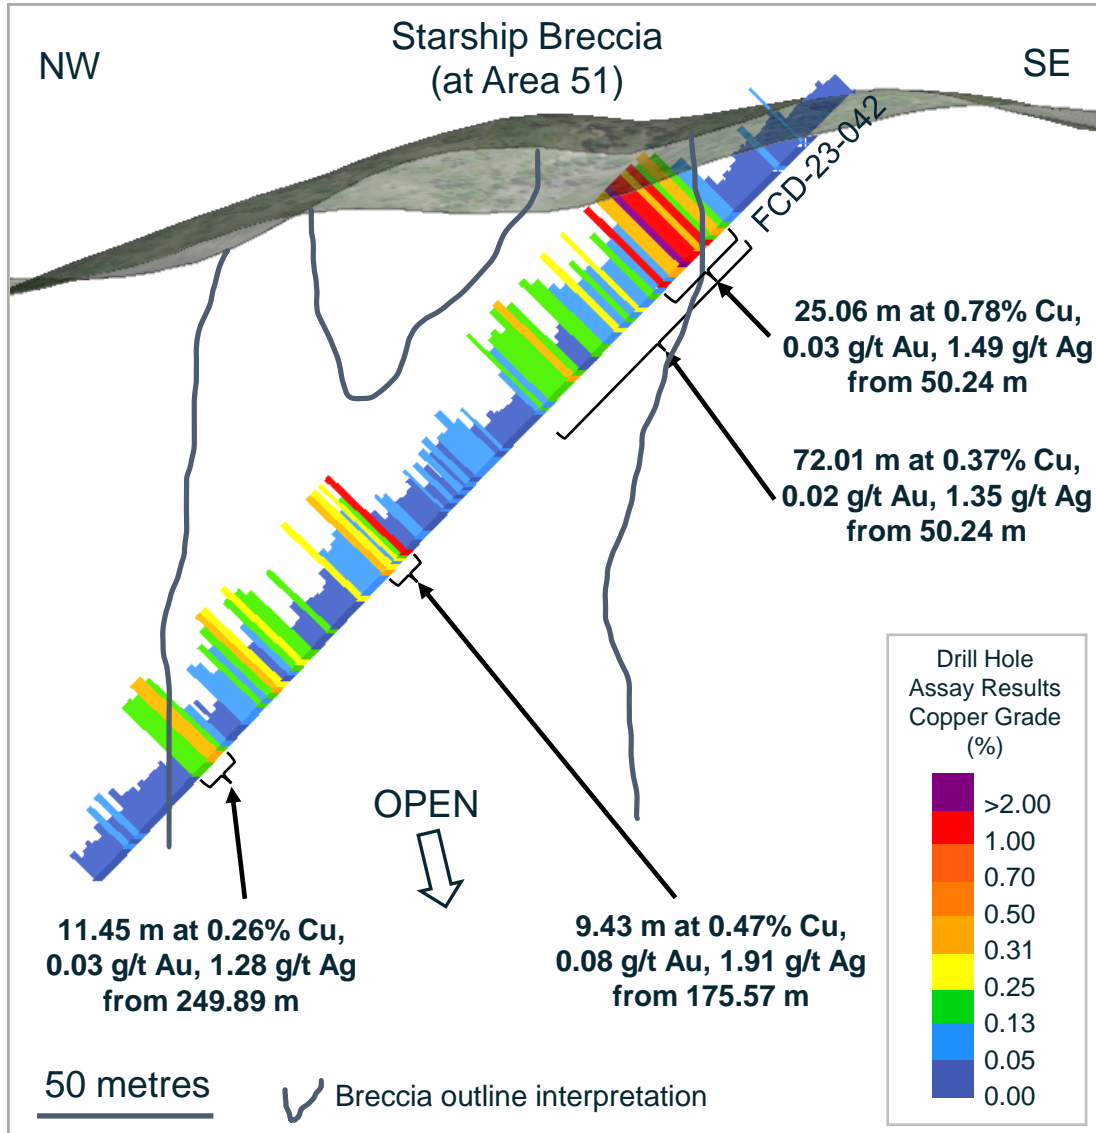 Starship Breccia
(at Area 51)
NW
SE
FCD-23-042
25.06 m at 0.78% Cu,
0.03 g/t Au, 1.49 g/t Ag
from 50.24 m
72.01 m at 0.37% Cu,
0.02 g/t Au, 1.35 g/t Ag
from 50.24 m
OPEN
11.45 m at 0.26% Cu,
0.03 g/t Au, 1.28 g/t Ag
from 249.89 m
9.43 m at 0.47% Cu,
0.08 g/t Au, 1.91 g/t Ag
from 175.57 m
Drill Hole
Assay Results
Copper Grade
(%)
>2.00
1.00
0.70
0.50
0.31
0.25
0.13
0.05
0.00
50 metres
Breccia outline interpretation